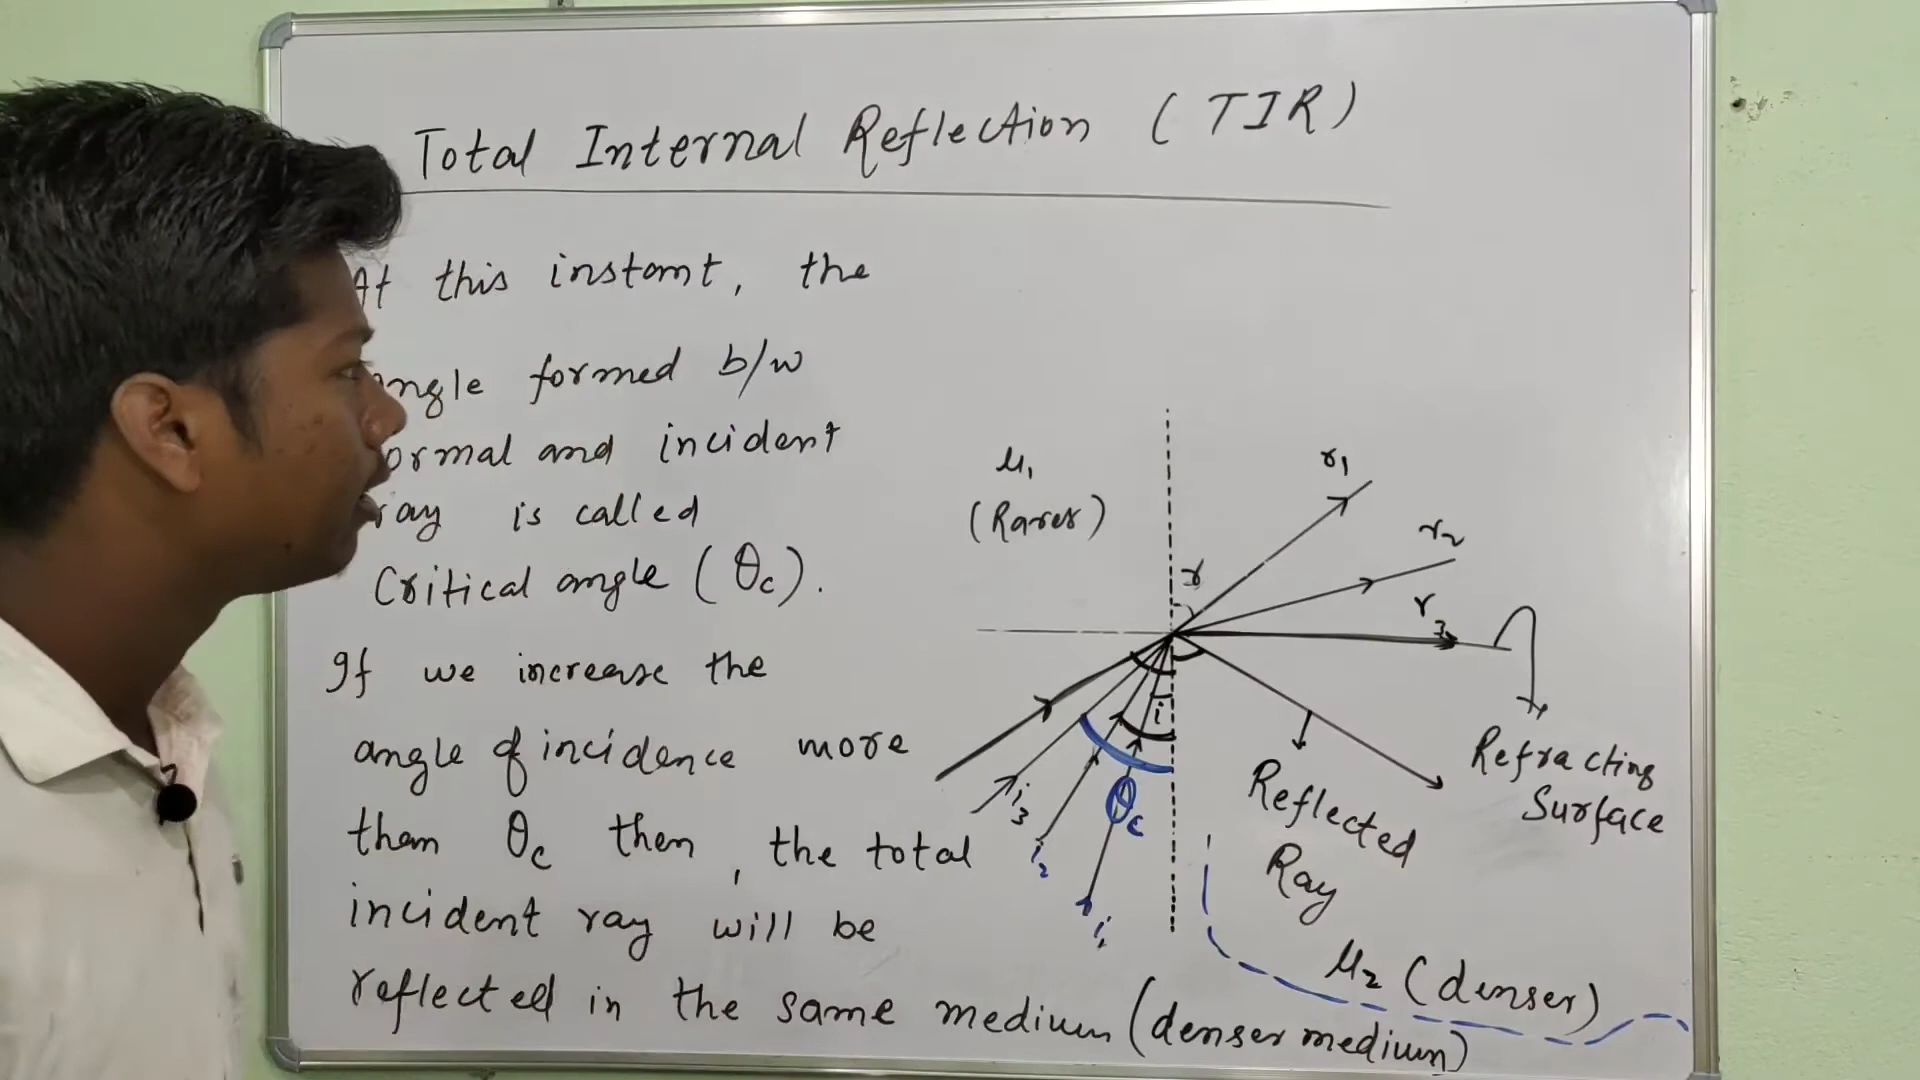 Total Internal Reflection (TIR)
At this instant, the
angle formed b/w
ormal and incident
ray is called
Critical angle (θc).
If we increase the
angle of incidence more
than θc then, the total
incident ray will be
reflected in the same medium (denser medium)
μ1
(Rarer)
r1
r2
r3
r
i
θc
i3
i2
i1
Reflected
Ray
Refracting
Surface
μ2 (denser)